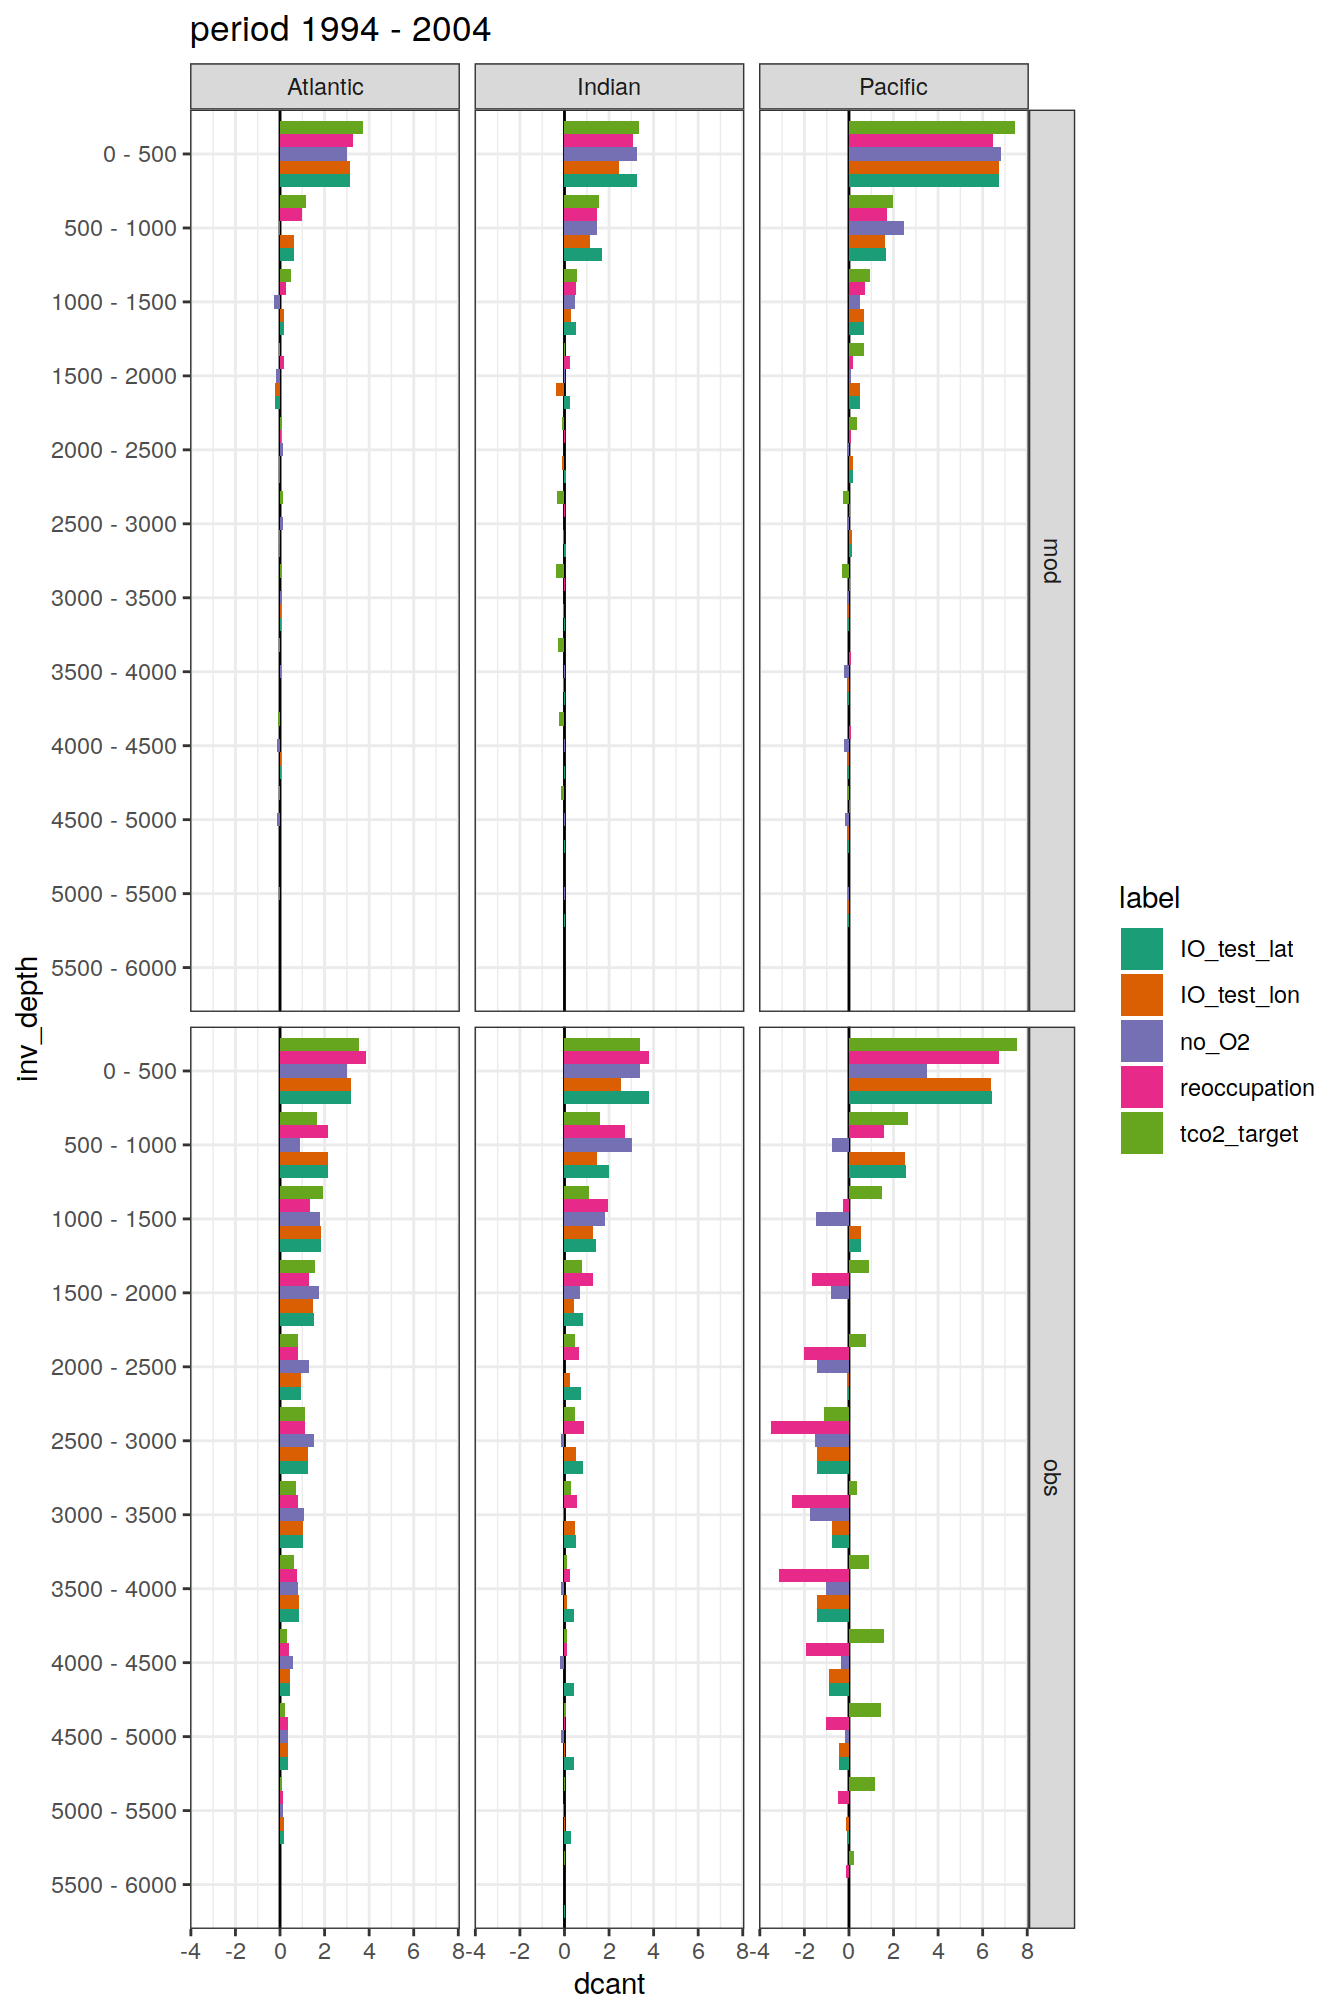 period 1994 - 2004
Atlantic
Indian
Pacific
0 - 500
500 - 1000
1000 - 1500
1500 - 2000
2000 - 2500
2500 - 3000
3000 - 3500
3500 - 4000
4000 - 4500
4500 - 5000
5000 - 5500
5500 - 6000
mod
0 - 500
500 - 1000
1000 - 1500
1500 - 2000
2000 - 2500
2500 - 3000
3000 - 3500
3500 - 4000
4000 - 4500
4500 - 5000
5000 - 5500
5500 - 6000
obs
inv_depth
-4 -2 0 2 4 6 8
-4 -2 0 2 4 6 8
-4 -2 0 2 4 6 8
dcant
label
IO_test_lat
IO_test_lon
no_O2
reoccupation
tco2_target